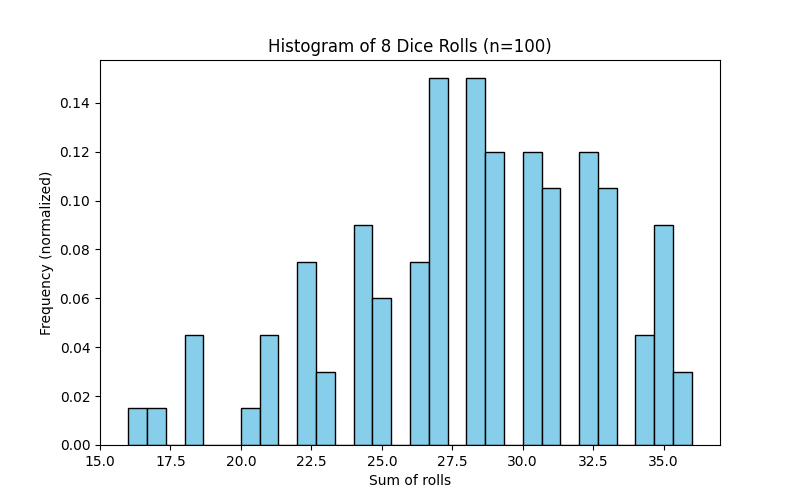 Histogram of 8 Dice Rolls (n=100)
Frequency (normalized)
0.14
0.12
0.10
0.08
0.06
0.04
0.02
0.00
15.0 17.5 20.0 22.5 25.0 27.5 30.0 32.5 35.0
Sum of rolls